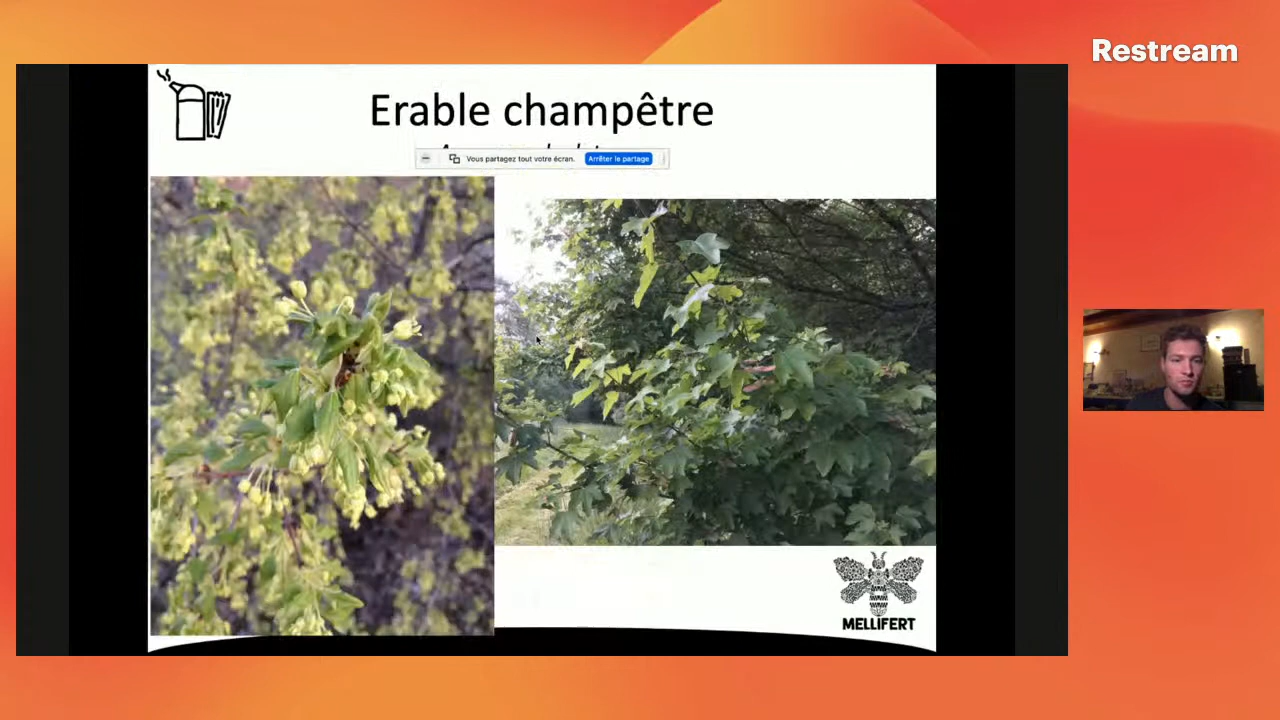 Restream
Erable champêtre
Vous partagez tout votre écran. Arrêter le partage
MELLIFERT